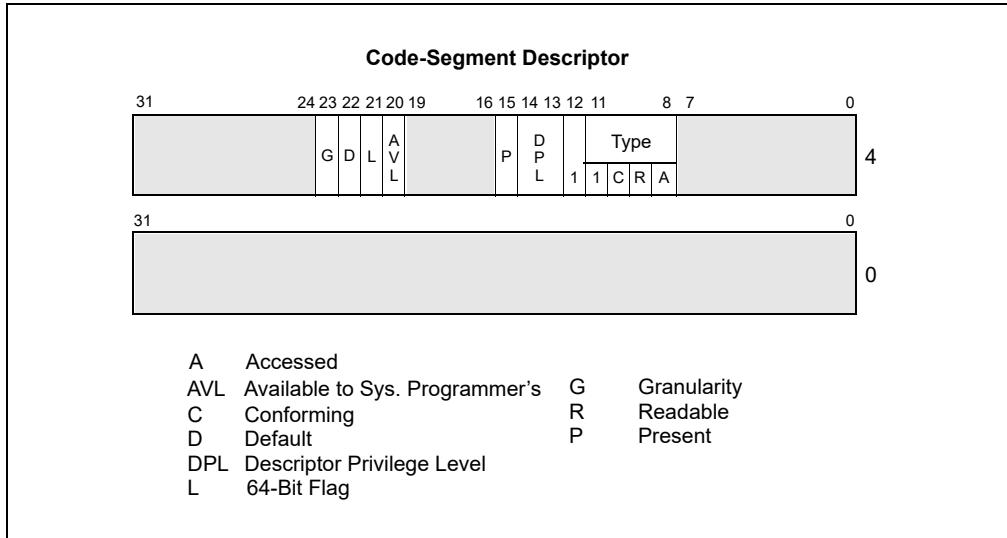 Code-Segment Descriptor
31 24 23 22 21 20 19 16 15 14 13 12 11 8 7 0
G D L AVL P DPL 1 Type 4
1 C R A
31 0
0
A Accessed
AVL Available to Sys. Programmer’s G Granularity
C Conforming R Readable
D Default P Present
DPL Descriptor Privilege Level
L 64-Bit Flag